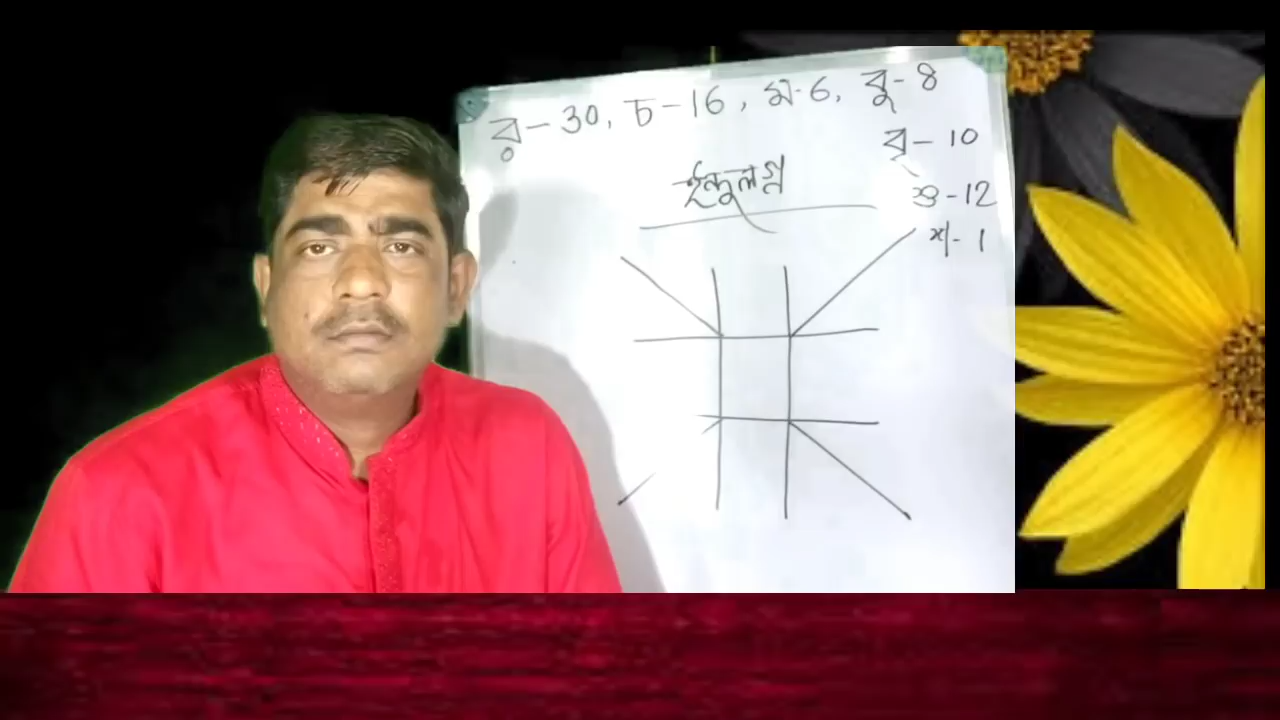 র - 30, চ - 16, ম - 6, বু - 8
বৃ - 10
ইন্দুলগ্ন
শু - 12
শ - 1